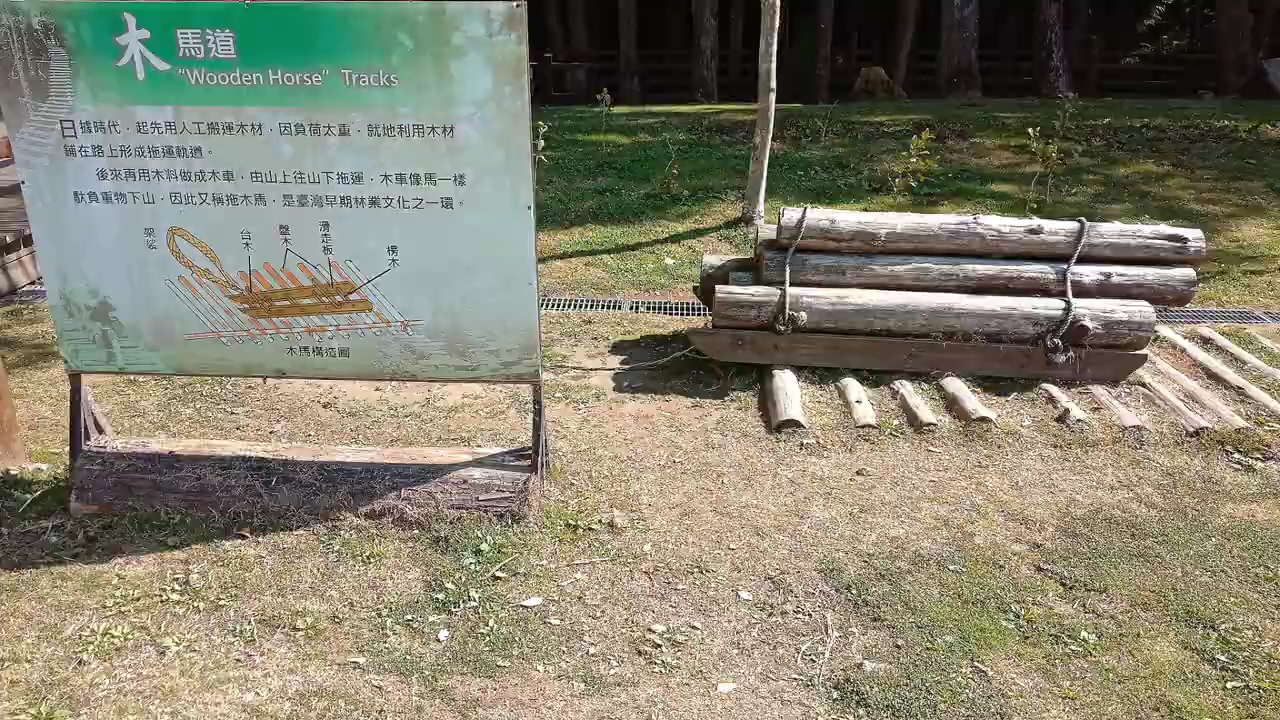 木馬道
"Wooden Horse" Tracks
日據時代，起先用人工搬運木材，因負荷太重，就地利用木材
鋪在路上形成拖運軌道。
後來再用木料做成木車，由山上往山下拖運，木車像馬一樣
馱負重物下山，因此又稱拖木馬，是臺灣早期林業文化之一環。
架裟
台木
盤木
滑走板
楞木
木馬構造圖